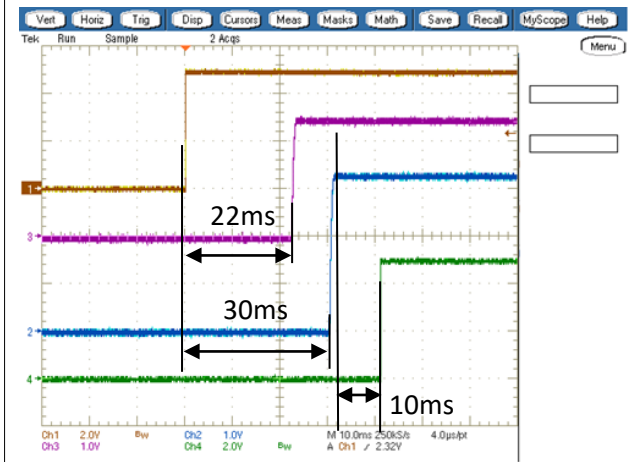 Vert Horiz Trig Disp Cursors Meas Masks Math Save Recall MyScope Help
Tek Run Sample 2 Acqs
Menu
1
22ms
3
30ms
2
4
10ms
Ch1 2.0V Bw Ch2 1.0V M 10.0ms 250kS/s 4.0µs/pt
Ch3 1.0V Ch4 2.0V Bw A Ch1 / 2.32V